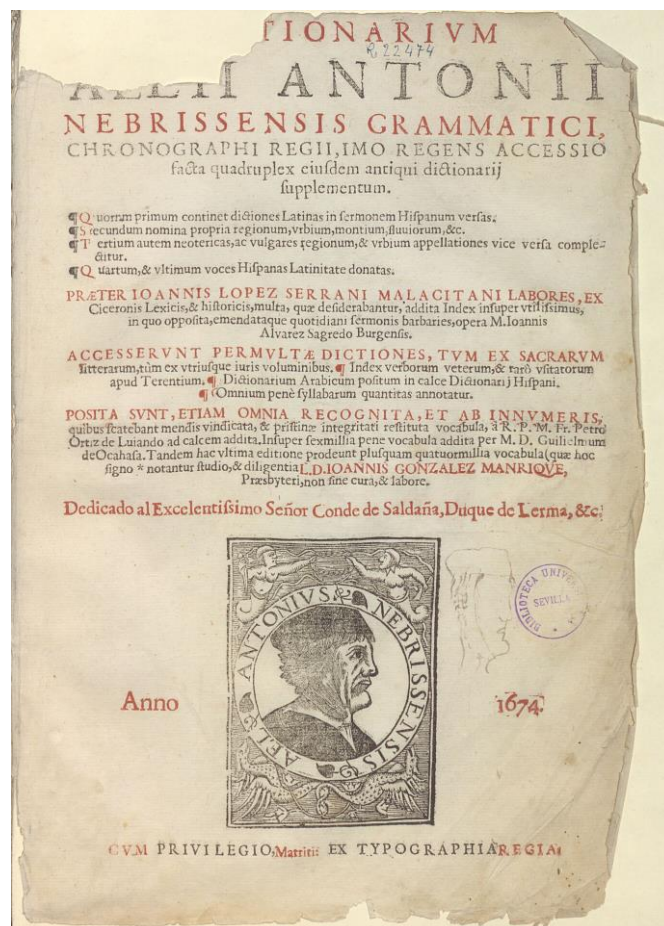 TIONARIVM
R 22474
AELII ANTONII
NEBRISSENSIS GRAMMATICI,
CHRONOGRAPHI REGII, IMO REGENS ACCESSIO
facta quadruplex eiusdem antiqui dictionarij
supplementum.
¶Quorum primum continet dictiones Latinas in sermonem Hispanum versas.
¶Secundum nomina propria regionum, vrbium, montium, fluuiorum, &c.
¶Tertium autem neotericas, ac vulgares regionum, & vrbium appellationes vice versa comple-
ctitur.
¶Quartum, & vltimum voces Hispanas Latinitate donatas.
PRÆTER IOANNIS LOPEZ SERRANI MALACITANI LABORES, EX
Ciceronis Lexicis, & historicis, multa, quæ desiderabantur, addita Index insuper vtilissimus,
in quo opposita, emendataque quotidiani sermonis barbaries, opera M. Ioannis
Alvarez Sagredo Burgensis.
ACCESSERVNT PERMVLTÆ DICTIONES, TVM EX SACRARVM
litterarum, tùm ex vtriusque iuris voluminibus. ¶ Index verborum veterum, & rarò vsitatorum
apud Terentium. ¶ Dictionarium Arabicum positum in calce Dictionarij Hispani.
¶ Omnium penè syllabarum quantitas annotatur.
POSITA SVNT, ETIAM OMNIA RECOGNITA, ET AB INNVMERIS,
quibus scatebant mendis vindicata, & pristinæ integritati restituta vocabula, à R. P. M. Fr. Petro
Ortiz de Luiando ad calcem addita. Insuper sexmillia pene vocabula addita per M. D. Guilielmum
de Ocahasa. Tandem hac vltima editione prodeunt plusquam quatuormillia vocabula (quæ hoc
signo * notantur studio, & diligentia L. D. IOANNIS GONZALEZ MANRIQVE,
Præsbyteri, non sine cura, & labore.
Dedicado al Excelentissimo Señor Conde de Saldaña, Duque de Lerma, &c.
AELIVS ANTONIVS NEBRISSENSIS
BIBLIOTECA UNIVER
SEVILLA
Anno 1674.
CVM PRIVILEGIO, Matriti: EX TYPOGRAPHIA REGIA: